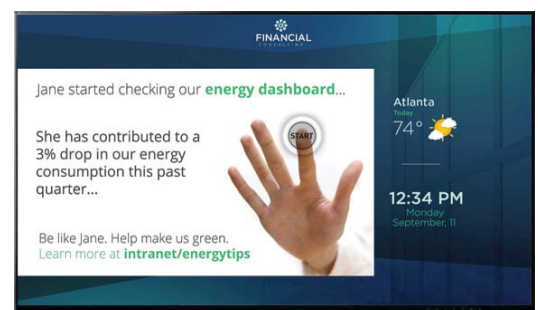 FINANCIAL
CONSULTING
Jane started checking our energy dashboard...
She has contributed to a
3% drop in our energy
consumption this past
quarter...
START
Be like Jane. Help make us green.
Learn more at intranet/energytips
Atlanta
Today
74°
12:34 PM
Monday
September, 11